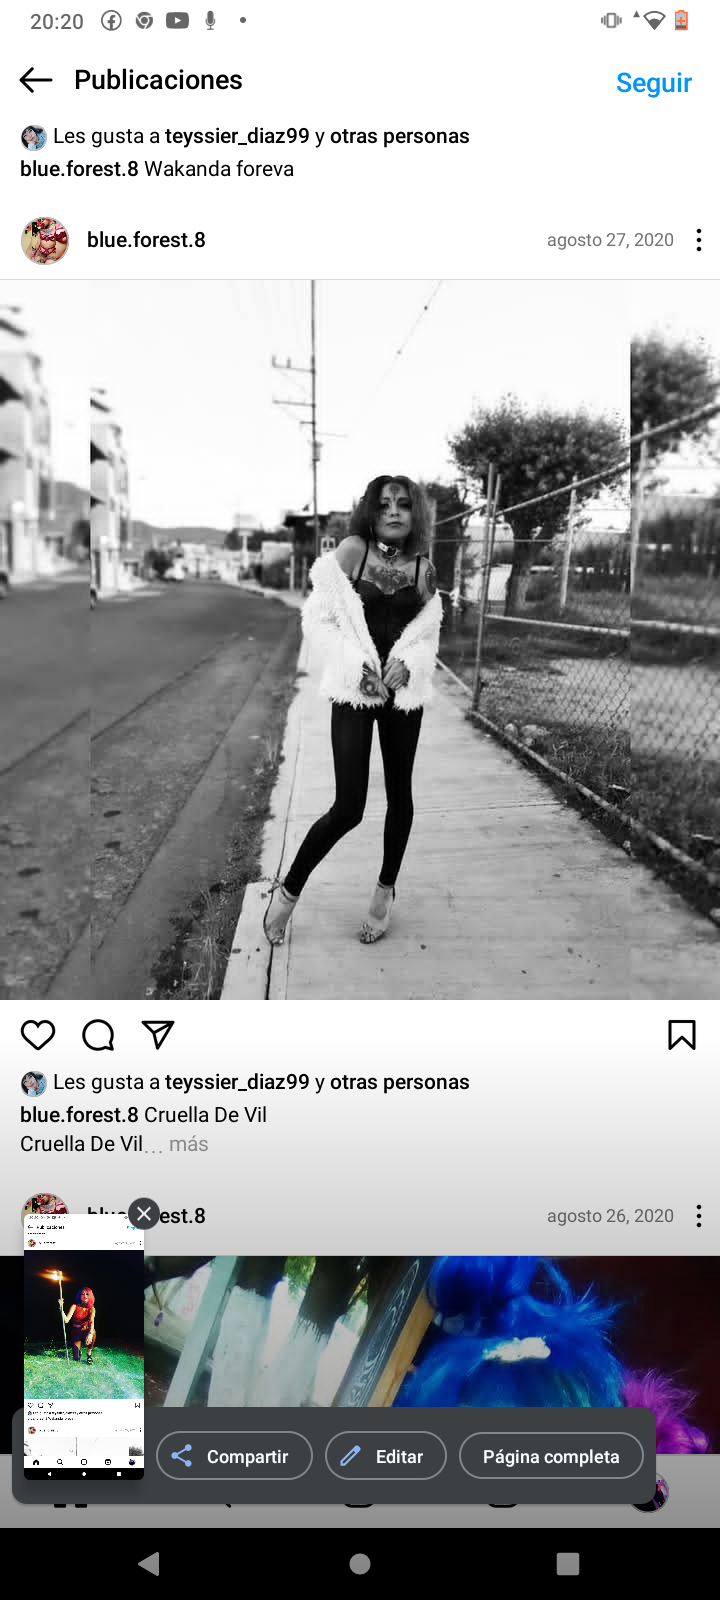 20:20
Publicaciones
Seguir
Les gusta a teyssier_diaz99 y otras personas
blue.forest.8 Wakanda foreva
blue.forest.8
agosto 27, 2020
Les gusta a teyssier_diaz99 y otras personas
blue.forest.8 Cruella De Vil
Cruella De Vil... más
est.8
agosto 26, 2020
Publicaciones
Compartir
Editar
Página completa